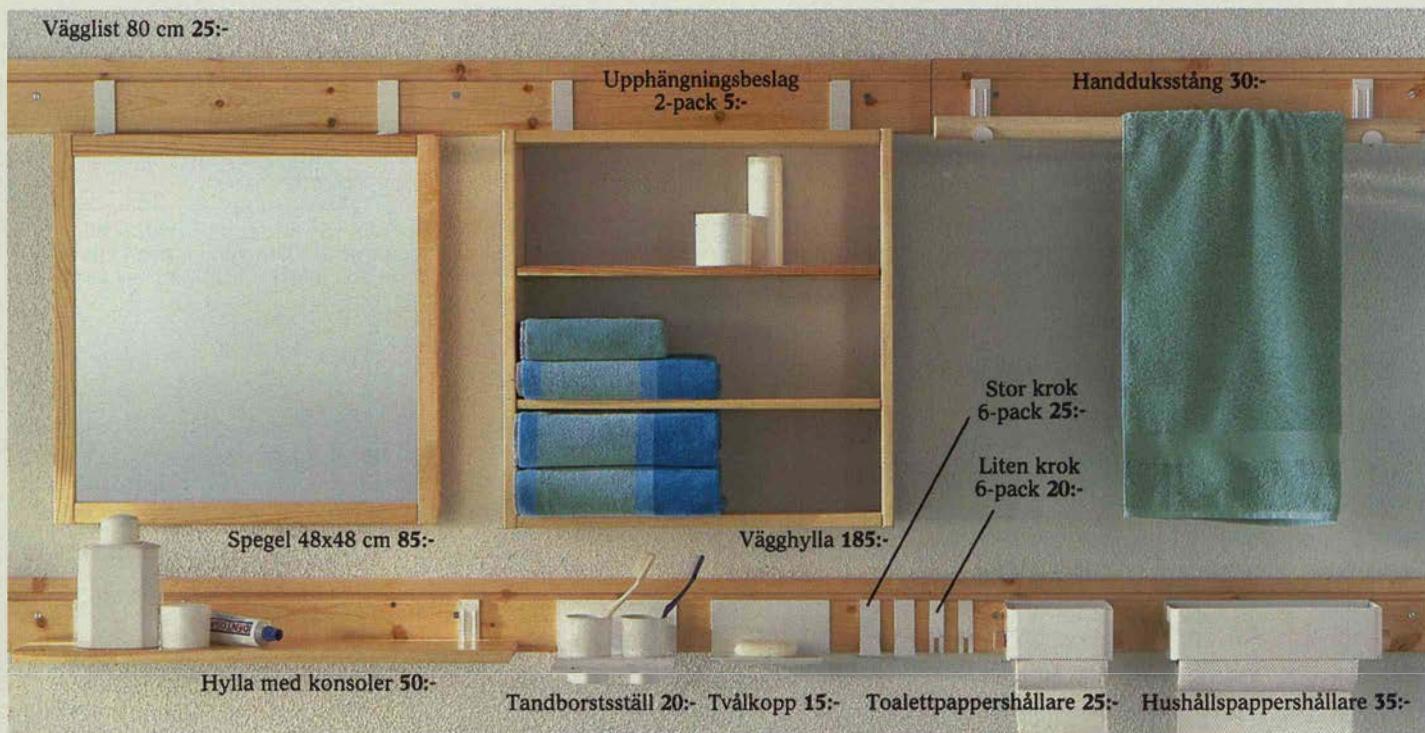 Vägglist 80 cm 25:-
Upphängningsbeslag
2-pack 5:-
Handduksstång 30:-
Stor krok
6-pack 25:-
Liten krok
6-pack 20:-
Spegel 48x48 cm 85:-
Vägghylla 185:-
Hylla med konsoler 50:-
Tandborstsställ 20:-
Tvålkopp 15:-
Toalettpappershållare 25:-
Hushållspappershållare 35:-